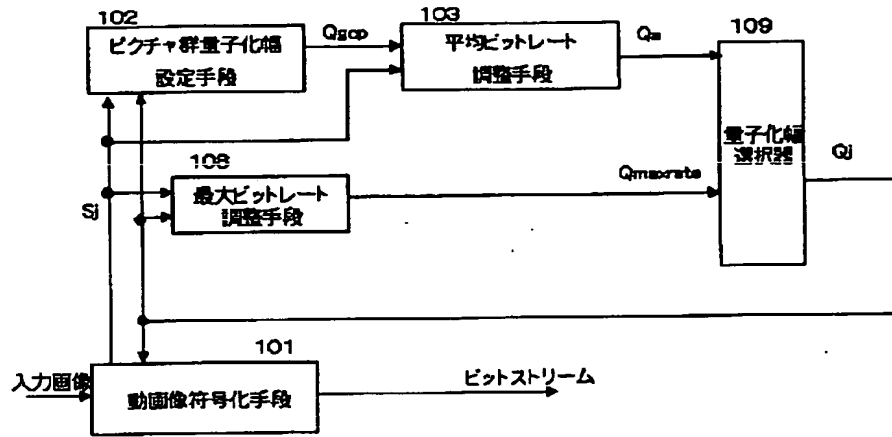 102
ピクチャ群量子化幅
設定手段
Qgop
103
平均ビットレート
調整手段
Qa
109
量子化幅
選択器
Qj
108
最大ビットレート
調整手段
Qmaxrate
Sj
101
入力画像
動画像符号化手段
ビットストリーム